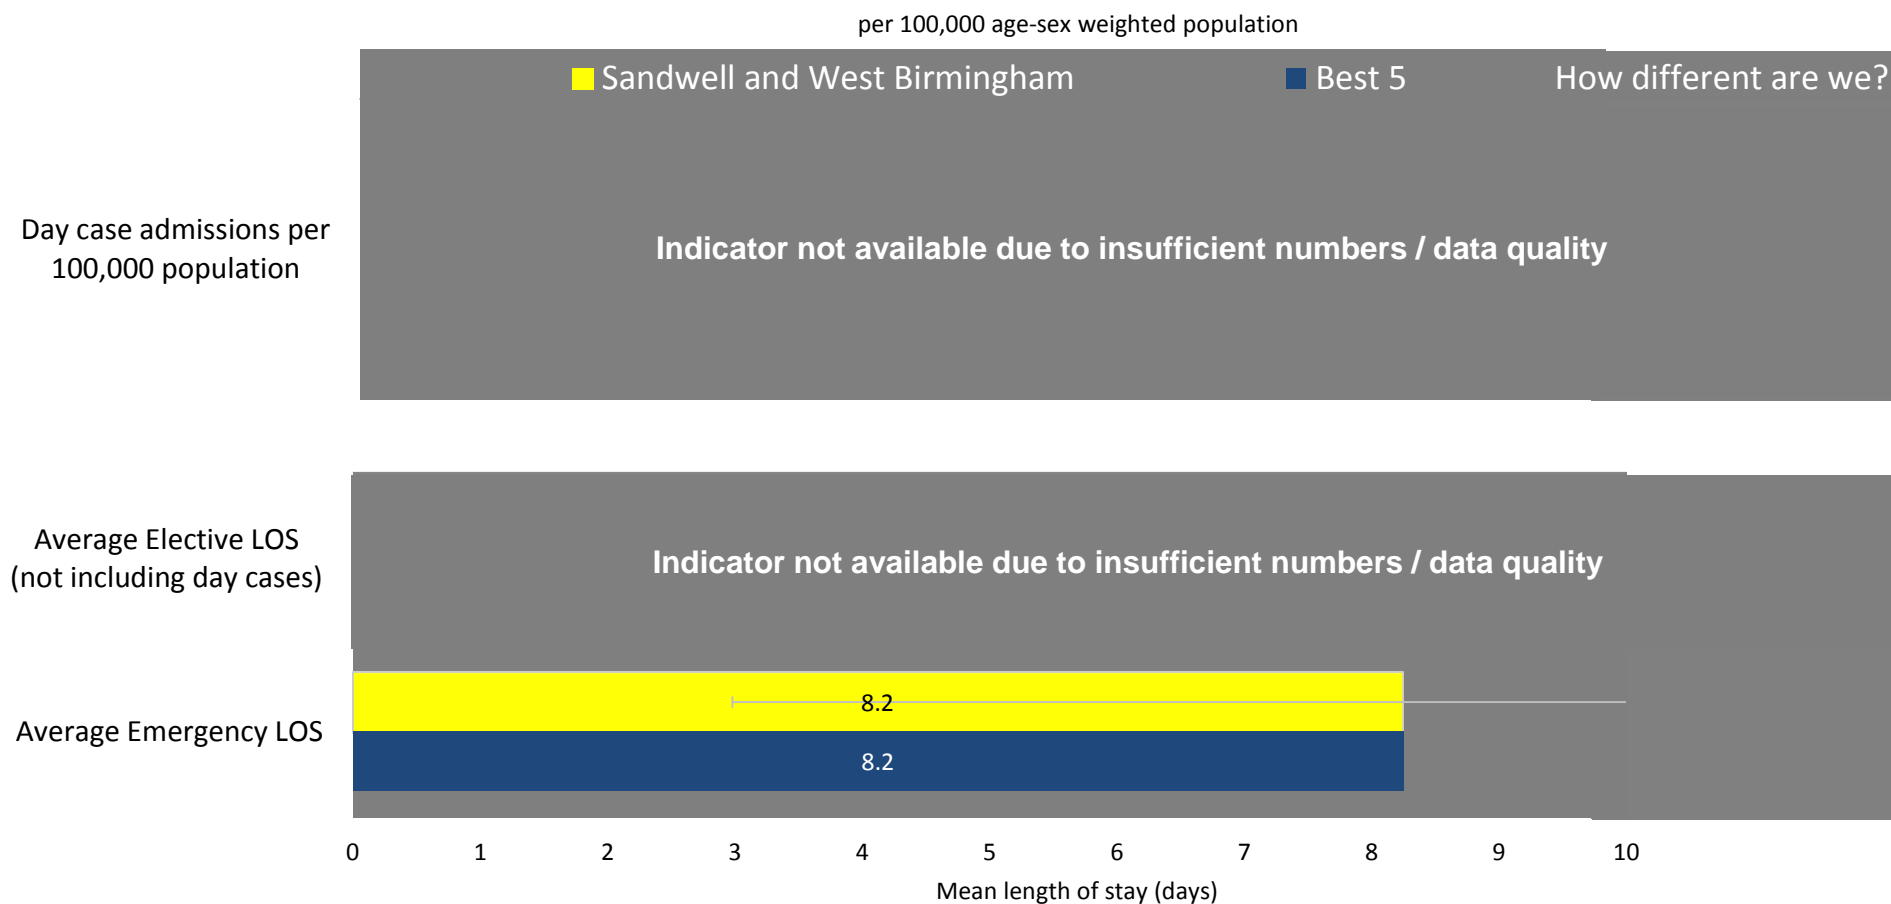 per 100,000 age-sex weighted population
Sandwell and West Birmingham Best 5 How different are we?
Day case admissions per
100,000 population
Indicator not available due to insufficient numbers / data quality
Average Elective LOS
(not including day cases)
Indicator not available due to insufficient numbers / data quality
Average Emergency LOS
8.2
8.2
0 1 2 3 4 5 6 7 8 9 10
Mean length of stay (days)